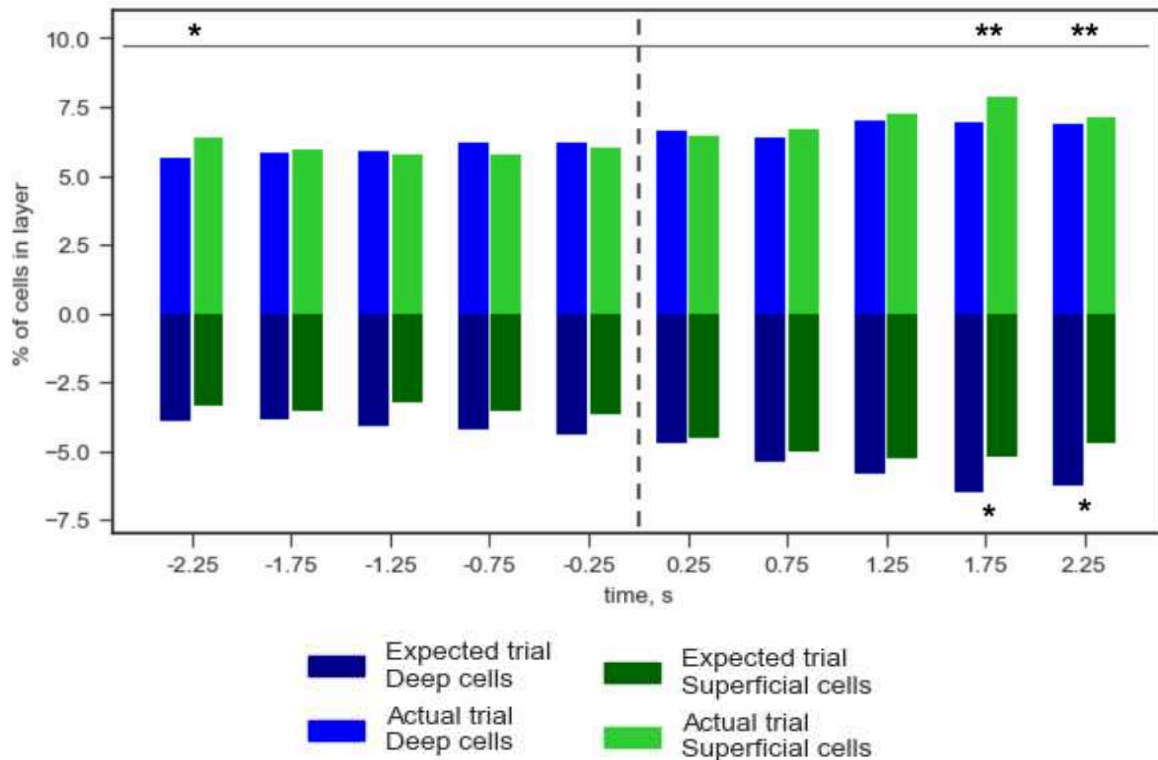 * ** **
10.0
7.5
5.0
2.5
0.0
−2.5
−5.0
−7.5
% of cells in layer
* *
-2.25 -1.75 -1.25 -0.75 -0.25 0.25 0.75 1.25 1.75 2.25
time, s
Expected trial
Deep cells
Expected trial
Superficial cells
Actual trial
Deep cells
Actual trial
Superficial cells